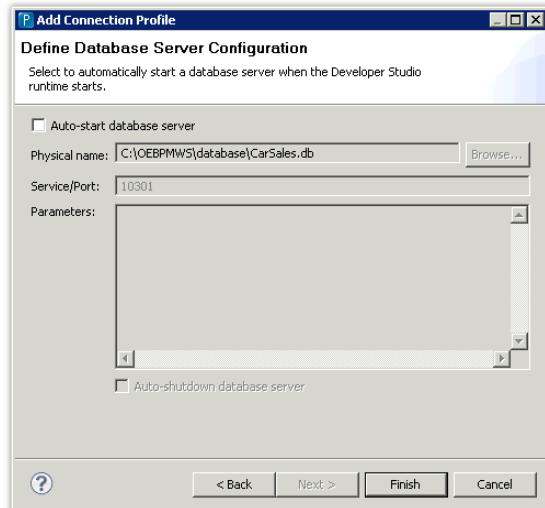 Add Connection Profile
Define Database Server Configuration
Select to automatically start a database server when the Developer Studio
runtime starts.
Auto-start database server
Physical name: C:\OEBPMWS\database\CarSales.db Browse...
Service/Port: 10301
Parameters:
Auto-shutdown database server
? < Back Next > Finish Cancel